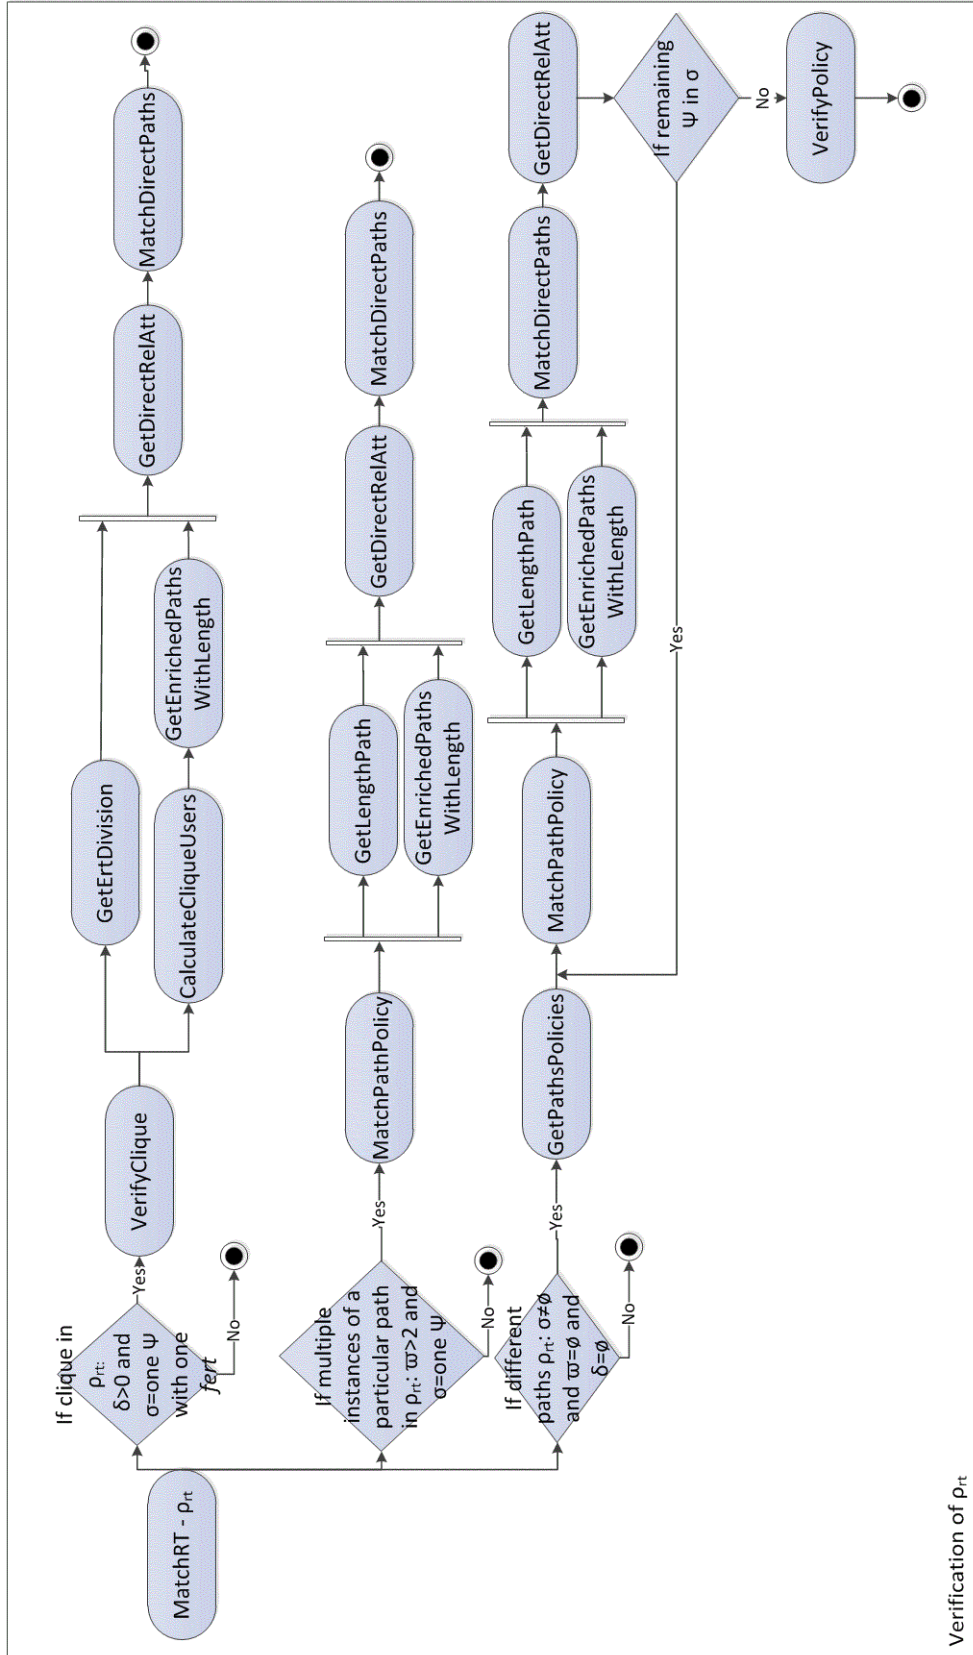 MatchRT - ρrt
If clique in
ρrt:
δ>0 and
σ=one Ψ
with one
fert
Yes
No
VerifyClique
GetErtDivision
CalculateCliqueUsers
GetEnrichedPaths
WithLength
GetDirectRelAtt
MatchDirectPaths
If multiple
instances of a
particular path
in ρrt: ϖ>2 and
σ=one Ψ
Yes
No
MatchPathPolicy
GetLengthPath
GetEnrichedPaths
WithLength
GetDirectRelAtt
MatchDirectPaths
If different
paths ρrt: σ≠ø
and ϖ=ø and
δ=ø
Yes
No
GetPathsPolicies
MatchPathPolicy
GetLengthPath
GetEnrichedPaths
WithLength
MatchDirectPaths
GetDirectRelAtt
If remaining
Ψ in σ
Yes
No
VerifyPolicy
Verification of ρrt